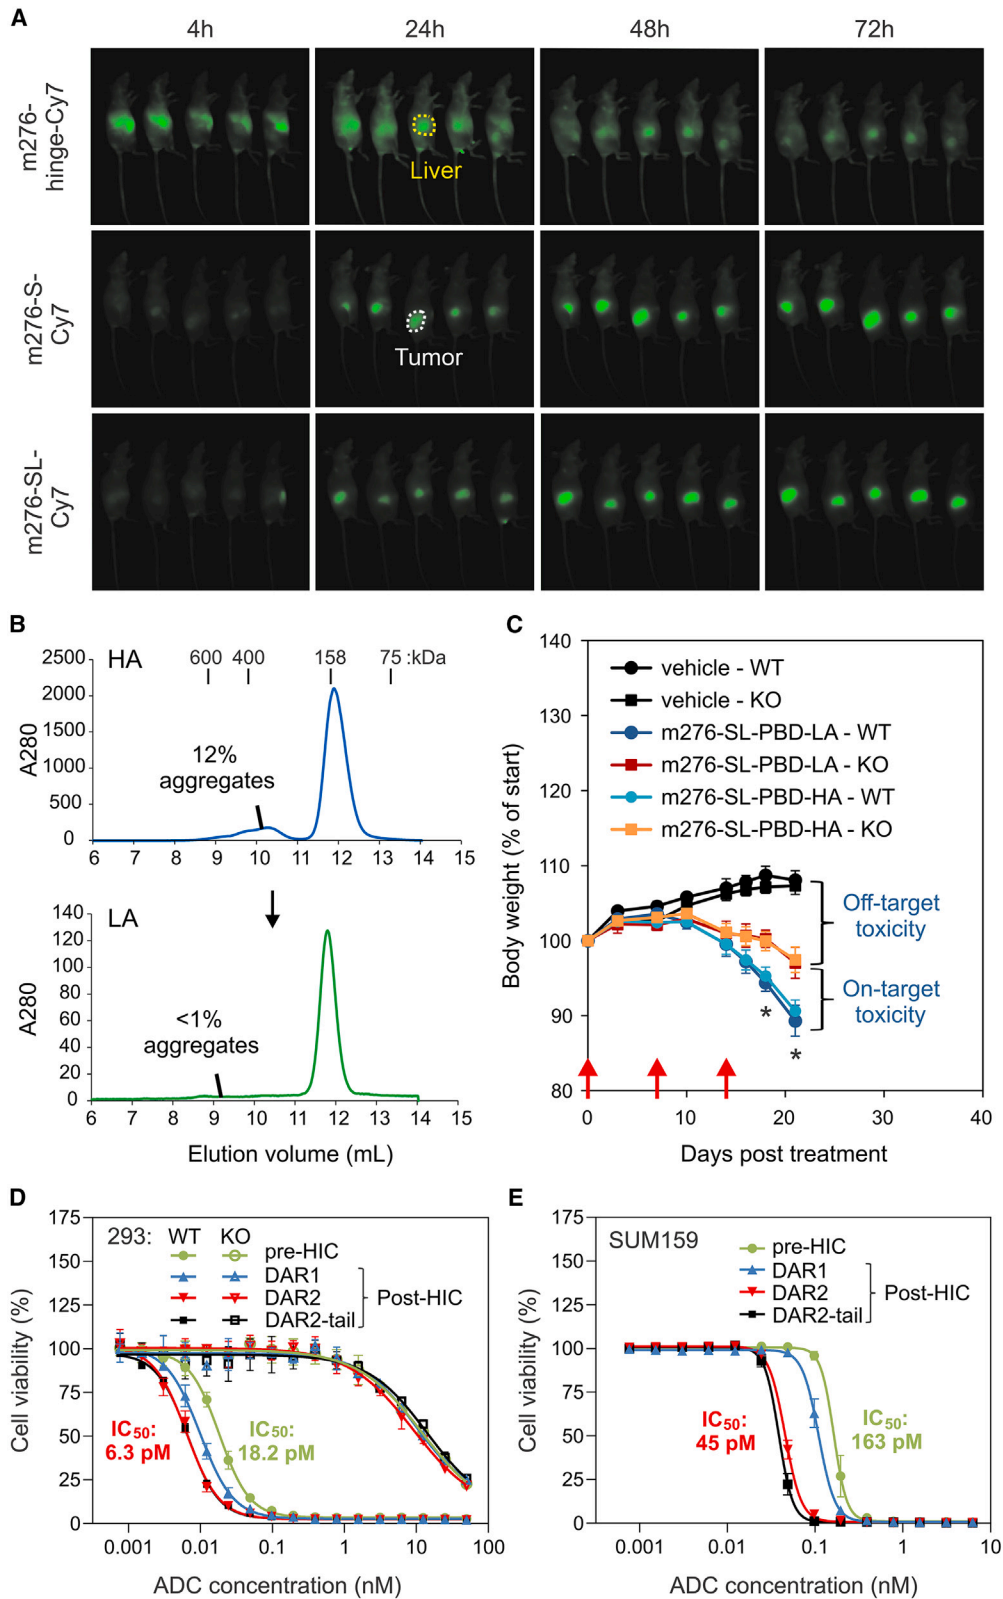 A
4h 24h 48h 72h
m276-
hinge-Cy7
Liver
m276-S-
Cy7
Tumor
m276-SL-
Cy7
B
HA
600 400 158 75 :kDa
2500
2000
1500
1000
500
0
A280
12%
aggregates
6 7 8 9 10 11 12 13 14 15
LA
140
120
100
80
60
40
20
0
A280
<1%
aggregates
6 7 8 9 10 11 12 13 14 15
Elution volume (mL)
C
140
130
120
110
100
90
80
Body weight (% of start)
vehicle - WT
vehicle - KO
m276-SL-PBD-LA - WT
m276-SL-PBD-LA - KO
m276-SL-PBD-HA - WT
m276-SL-PBD-HA - KO
Off-target
toxicity
On-target
toxicity
*
*
0 10 20 30 40
Days post treatment
D
175
150
125
100
75
50
25
0
Cell viability (%)
293: WT KO
pre-HIC
DAR1
DAR2
DAR2-tail
Post-HIC
IC50:
6.3 pM
IC50:
18.2 pM
0.001 0.01 0.1 1 10 100
ADC concentration (nM)
E
175
150
125
100
75
50
25
0
Cell viability (%)
SUM159
pre-HIC
DAR1
DAR2
DAR2-tail
Post-HIC
IC50:
45 pM
IC50:
163 pM
0.001 0.01 0.1 1 10
ADC concentration (nM)